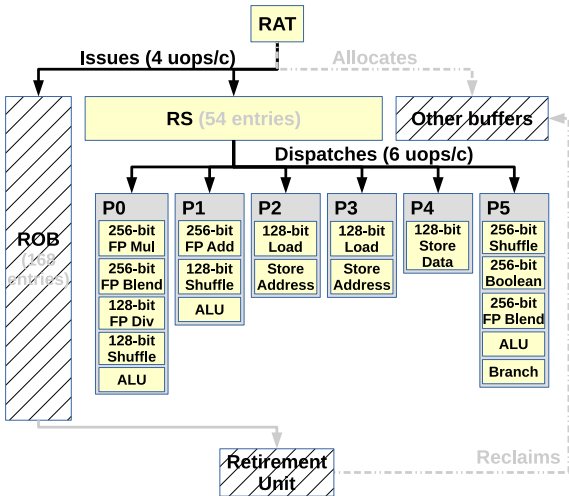 RAT
Issues (4 uops/c)
Allocates
RS (54 entries)
Other buffers
Dispatches (6 uops/c)
ROB
(168
entries)
P0
256-bit
FP Mul
256-bit
FP Blend
128-bit
FP Div
128-bit
Shuffle
ALU
P1
256-bit
FP Add
128-bit
Shuffle
ALU
P2
128-bit
Load
Store
Address
P3
128-bit
Load
Store
Address
P4
128-bit
Store
Data
P5
256-bit
Shuffle
256-bit
Boolean
256-bit
FP Blend
ALU
Branch
Retirement
Unit
Reclaims